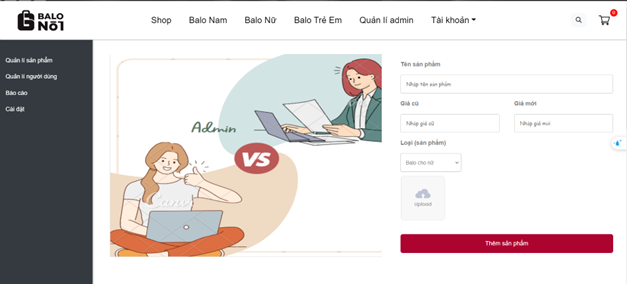 BALO
NO1
Shop
Balo Nam
Balo Nữ
Balo Trẻ Em
Quản lí admin
Tài khoản
0
Quản lí sản phẩm
Quản lí người dùng
Báo cáo
Cài đặt
Admin
VS
Canva
Tên sản phẩm
Nhập tên sản phẩm
Giá cũ
Giá mới
Nhập giá cũ
Nhập giá mới
Loại (sản phẩm)
Balo cho nữ
Upload
Thêm sản phẩm